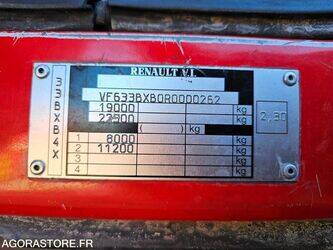 RENAULT V.I.
33BXB4X
VF633BXB0R0000262
19000 kg
22500 kg
( ) kg
1 8000 kg
2 11200 kg
3 kg
4 kg
2,30
AGORASTORE.FR